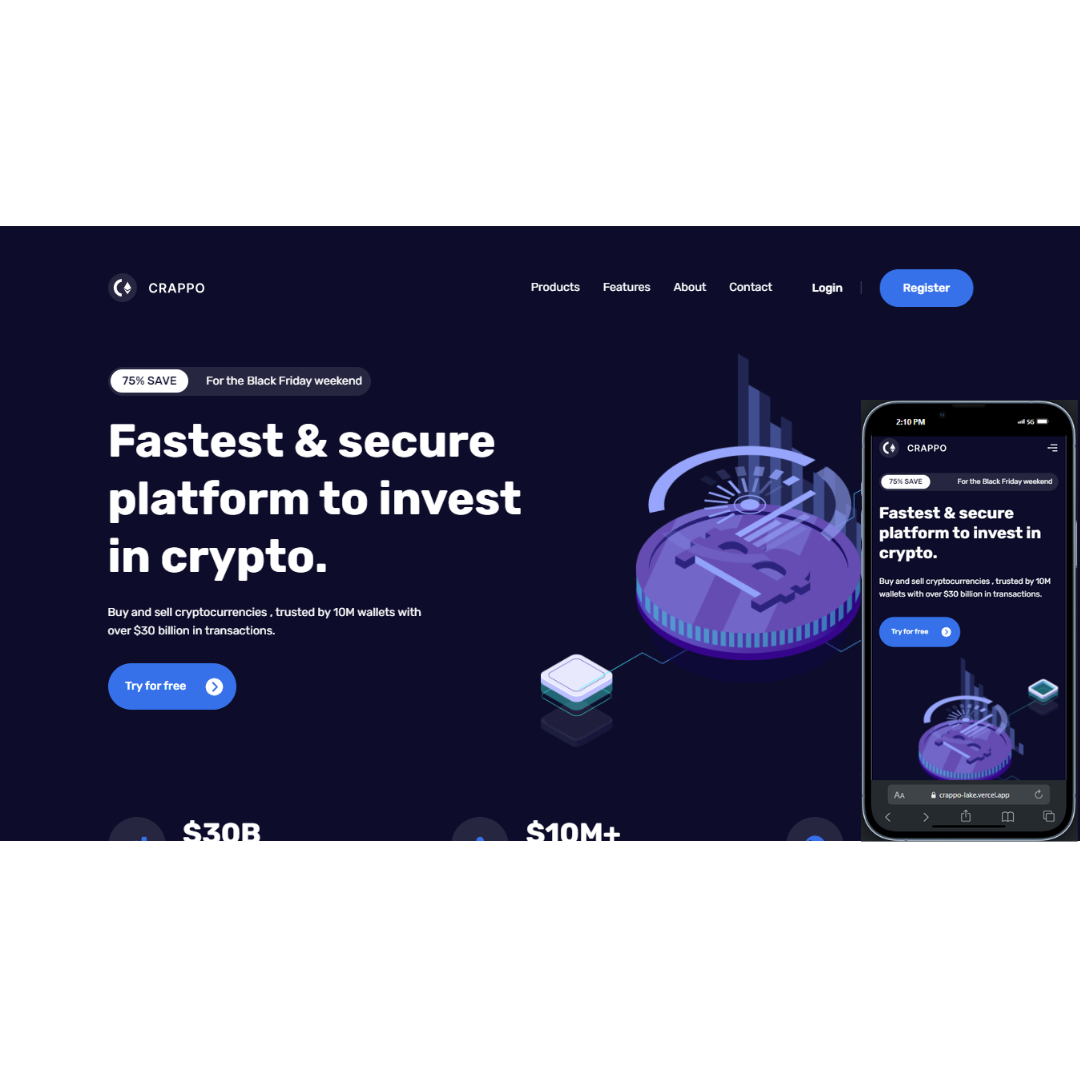 CRAPPO
Products Features About Contact Login Register
75% SAVE For the Black Friday weekend
Fastest & secure
platform to invest
in crypto.
Buy and sell cryptocurrencies , trusted by 10M wallets with
over $30 billion in transactions.
Try for free
$30B
$10M+
2:10 PM
5G
CRAPPO
75% SAVE For the Black Friday weekend
Fastest & secure
platform to invest in
crypto.
Buy and sell cryptocurrencies , trusted by 10M
wallets with over $30 billion in transactions.
Try for free
AA crappo-lake.vercel.app